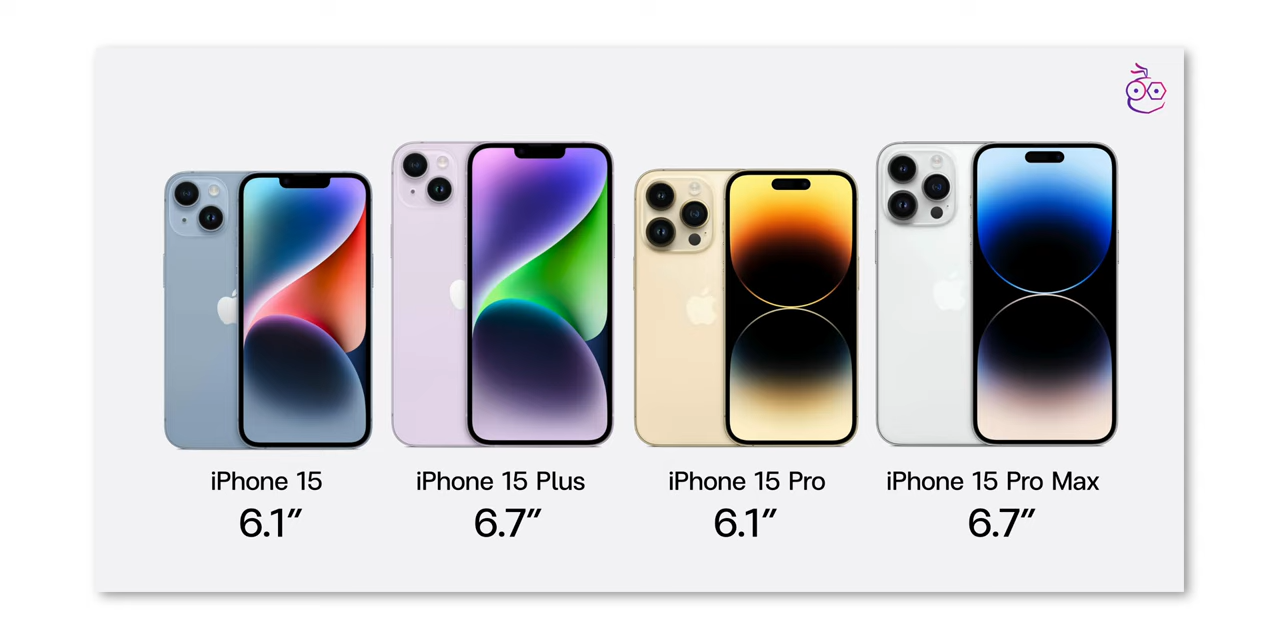 iPhone 15
6.1″
iPhone 15 Plus
6.7″
iPhone 15 Pro
6.1″
iPhone 15 Pro Max
6.7″